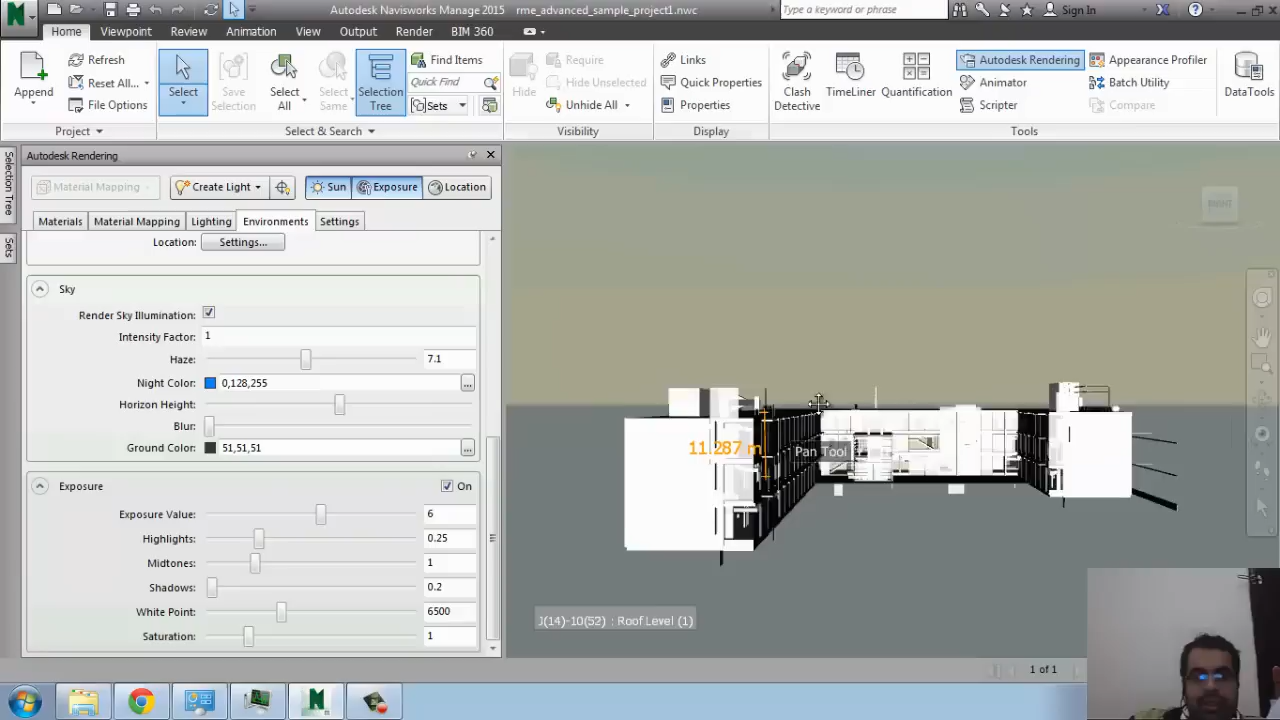 Autodesk Navisworks Manage 2015 rme_advanced_sample_project1.nwc
Type a keyword or phrase
Sign In
Home Viewpoint Review Animation View Output Render BIM 360
Append
Refresh
Reset All...
File Options
Project
Select
Save Selection
Select All
Select Same
Selection Tree
Find Items
Quick Find
Sets
Select & Search
Hide
Require
Hide Unselected
Unhide All
Visibility
Links
Quick Properties
Properties
Display
Clash Detective
TimeLiner
Quantification
Autodesk Rendering
Animator
Scripter
Appearance Profiler
Batch Utility
Compare
DataTools
Tools
Selection Tree
Sets
Autodesk Rendering
Material Mapping
Create Light
Sun
Exposure
Location
Materials Material Mapping Lighting Environments Settings
Location: Settings...
Sky
Render Sky Illumination:
Intensity Factor: 1
Haze: 7.1
Night Color: 0,128,255 ...
Horizon Height:
Blur:
Ground Color: 51,51,51 ...
Exposure On
Exposure Value: 6
Highlights: 0.25
Midtones: 1
Shadows: 0.2
White Point: 6500
Saturation: 1
RIGHT
11.287 m
Pan Tool
J(14)-10(52) : Roof Level (1)
1 of 1